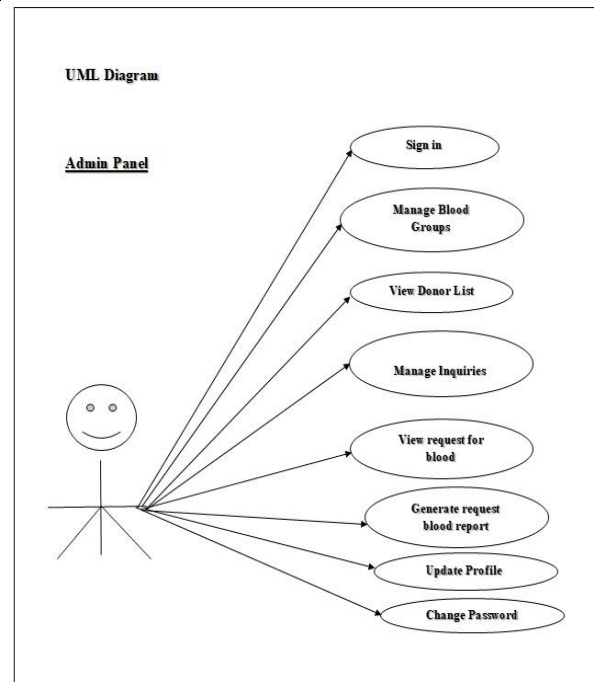 UML Diagram
Admin Panel
Sign in
Manage Blood
Groups
View Donor List
Manage Inquiries
View request for
blood
Generate request
blood report
Update Profile
Change Password